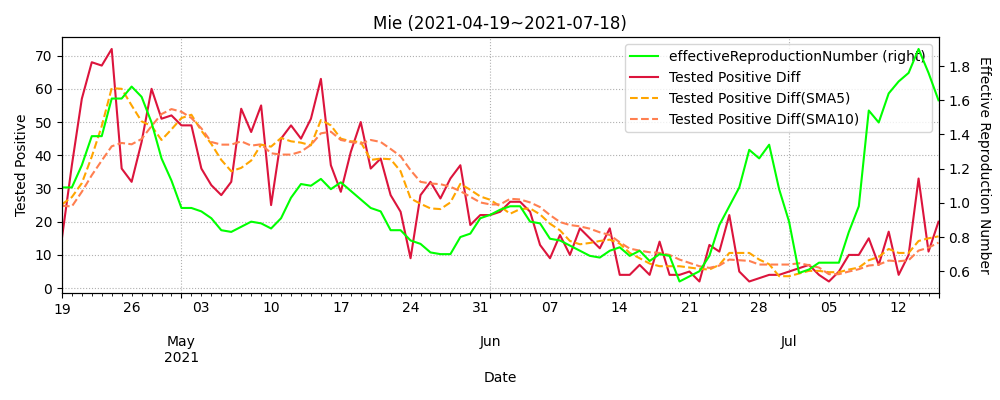 Mie (2021-04-19~2021-07-18)
effectiveReproductionNumber (right)
Tested Positive Diff
Tested Positive Diff(SMA5)
Tested Positive Diff(SMA10)
Tested Positive
70
60
50
40
30
20
10
0
Effective Reproduction Number
1.8
1.6
1.4
1.2
1.0
0.8
0.6
19 26 03 10 17 24 31 07 14 21 28 05 12
May Jun Jul
2021
Date